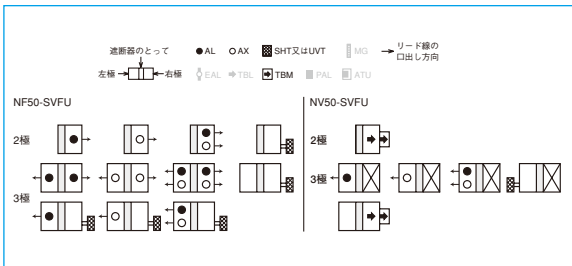 遮断器のとって
左極 右極
AL AX SHT又はUVT MG リード線の
口出し方向
EAL TBL TBM PAL ATU
NF50-SVFU
2極
3極
NV50-SVFU
2極
3極